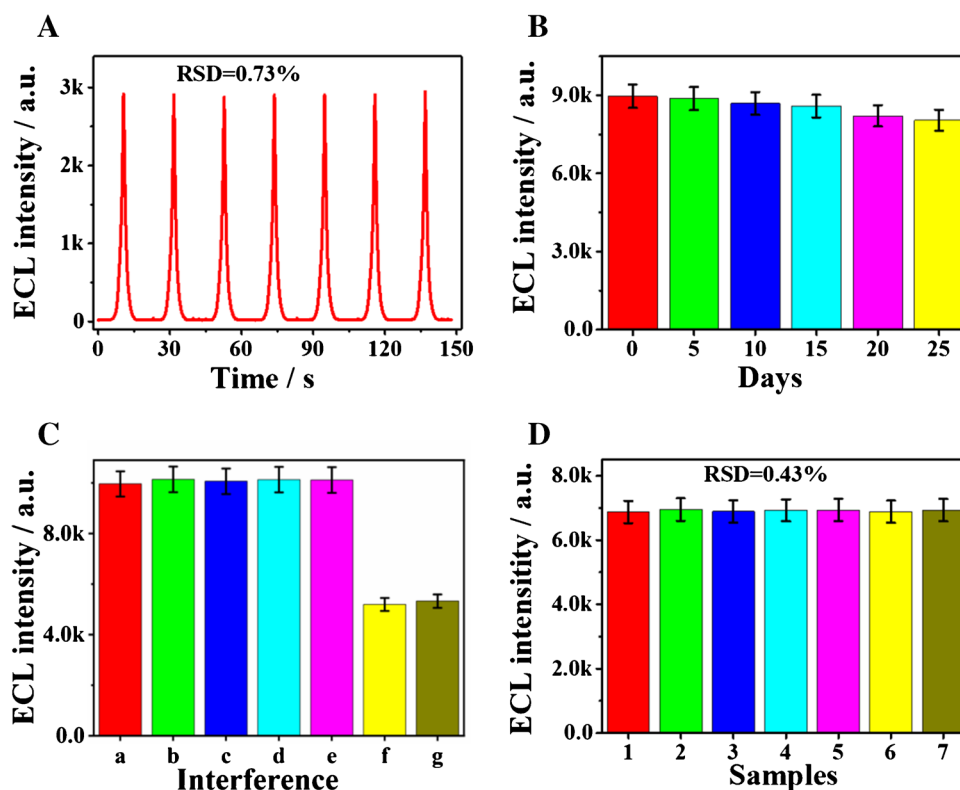 A
RSD=0.73%
3k
2k
1k
0
ECL intensity / a.u.
0 30 60 90 120 150
Time / s
B
9.0k
6.0k
3.0k
0.0
ECL intensity / a.u.
0 5 10 15 20 25
Days
C
8.0k
4.0k
0.0
ECL intensity / a.u.
a b c d e f g
Interference
D
RSD=0.43%
8.0k
6.0k
4.0k
2.0k
0.0
ECL intensitity / a.u.
1 2 3 4 5 6 7
Samples